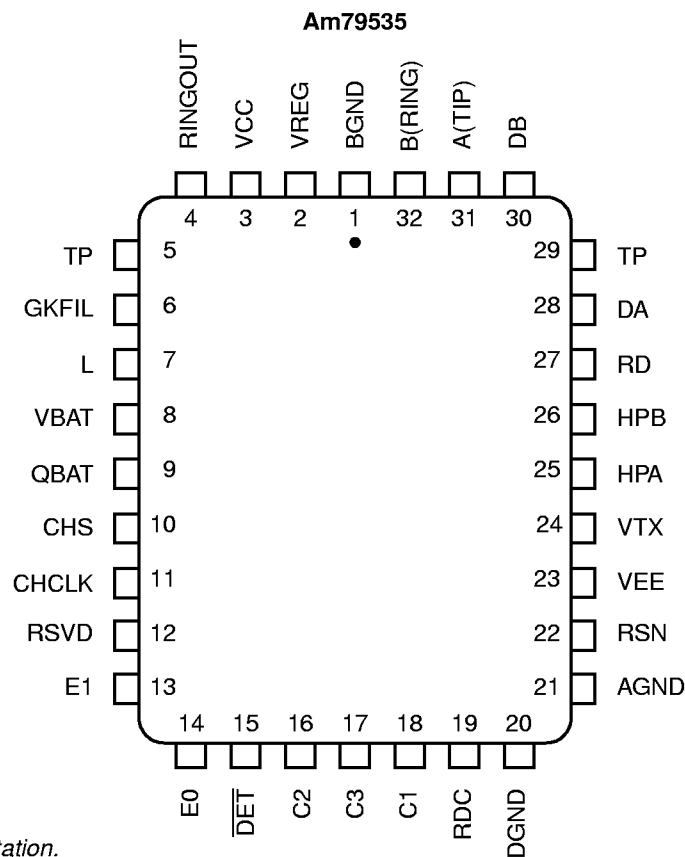 Am79535
RINGOUT VCC VREG BGND B(RING) A(TIP) DB
4 3 2 1 32 31 30
TP 5 29 TP
GKFIL 6 28 DA
L 7 27 RD
VBAT 8 26 HPB
QBAT 9 25 HPA
CHS 10 24 VTX
CHCLK 11 23 VEE
RSVD 12 22 RSN
E1 13 21 AGND
14 15 16 17 18 19 20
E0 D̅E̅T̅ C2 C3 C1 RDC DGND
tation.